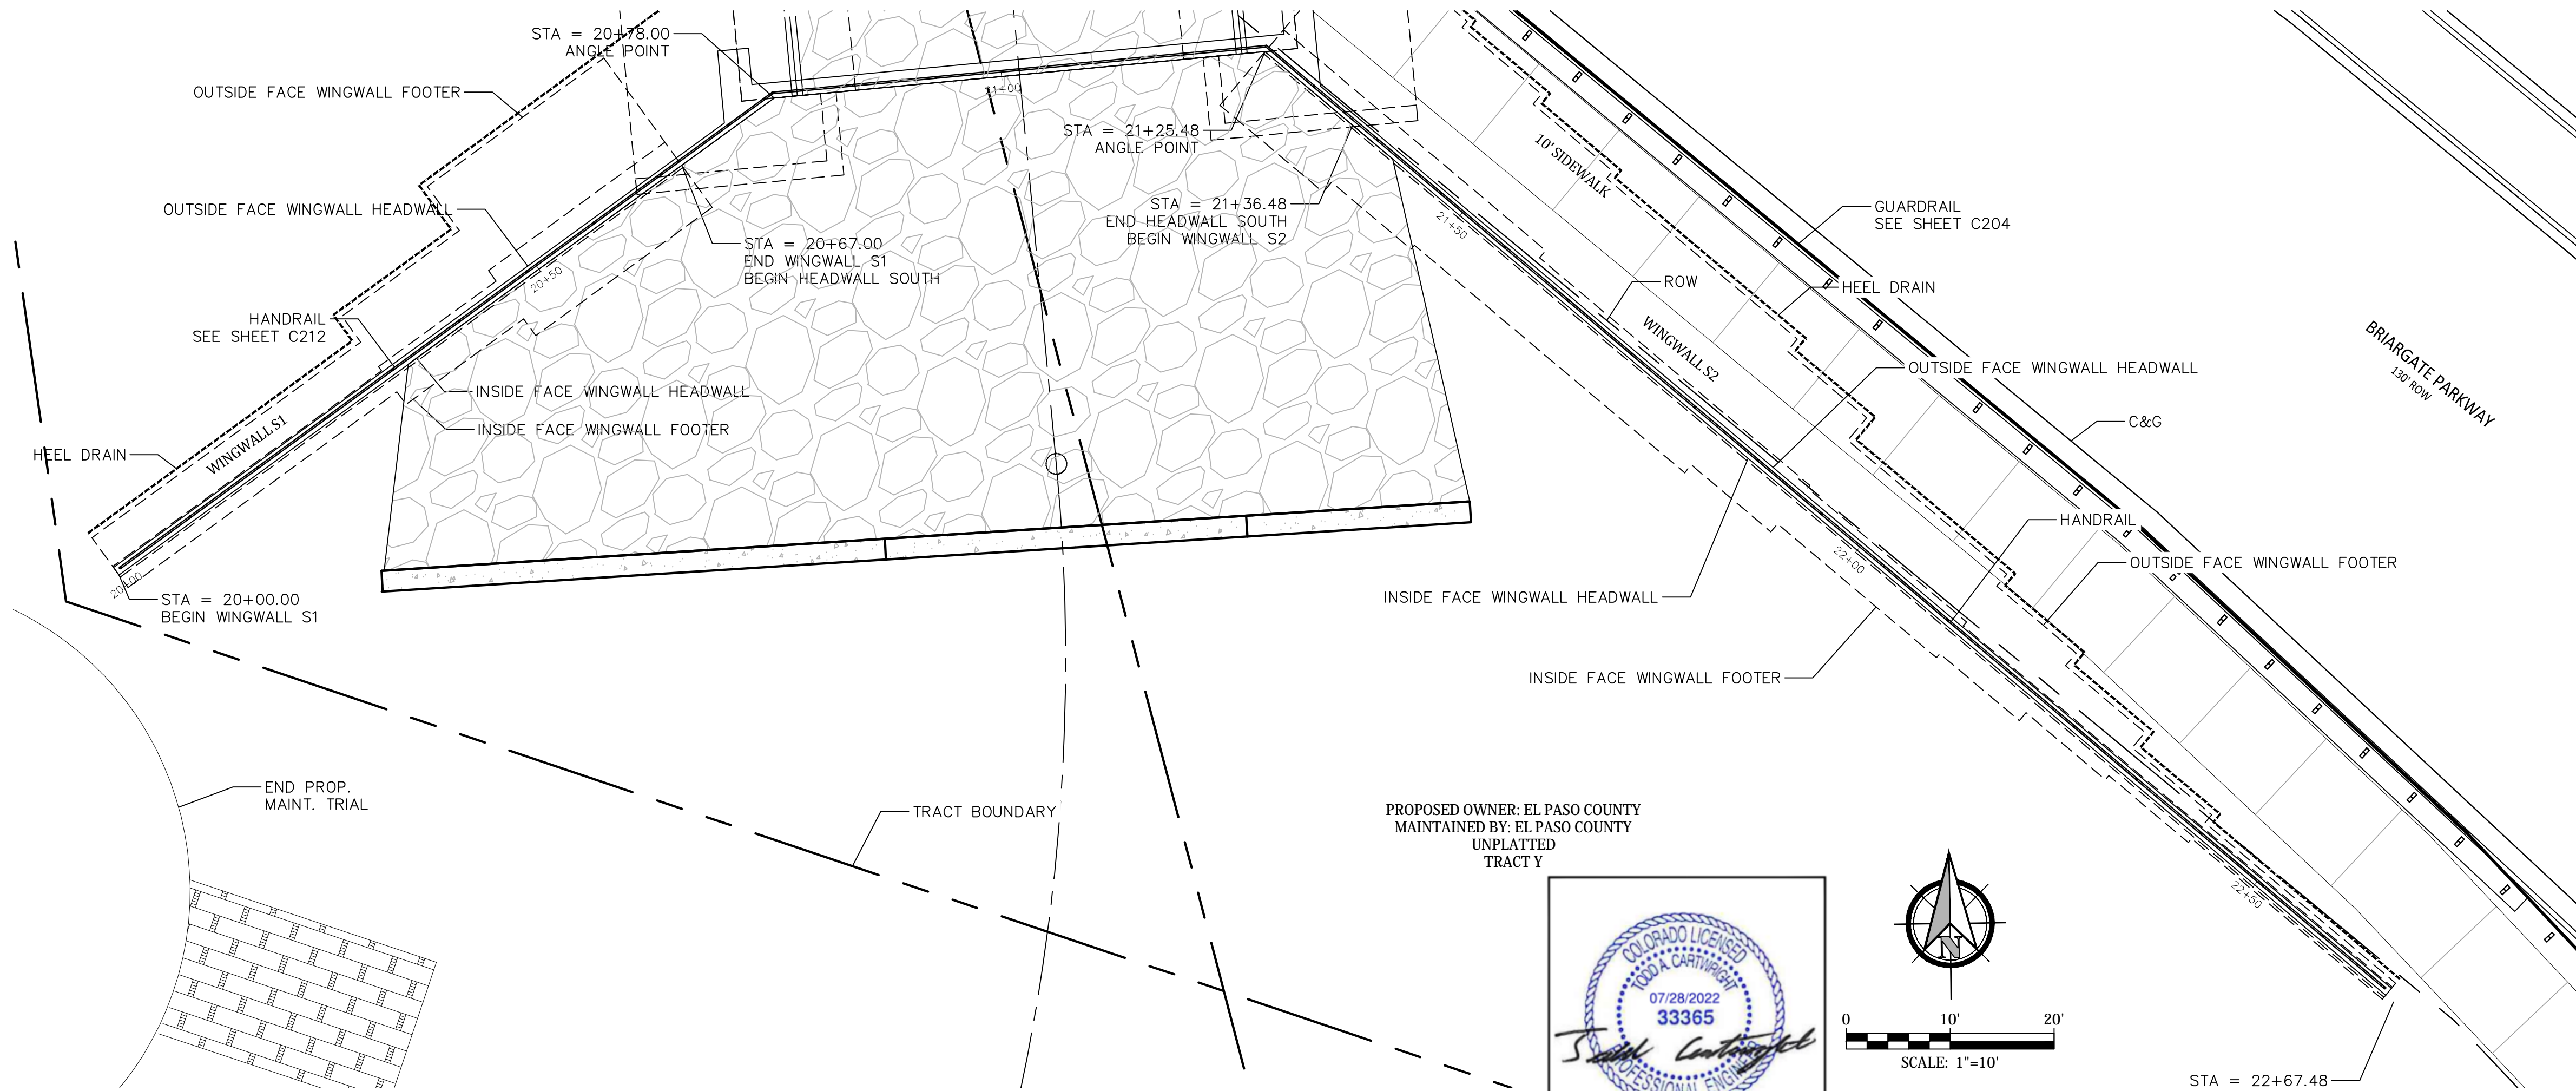 STA = 20+78.00
ANGLE POINT
OUTSIDE FACE WINGWALL FOOTER
OUTSIDE FACE WINGWALL HEADWALL
HANDRAIL
SEE SHEET C212
HEEL DRAIN
WINGWALL S1
20+00
STA = 20+00.00
BEGIN WINGWALL S1
20+50
STA = 20+67.00
END WINGWALL S1
BEGIN HEADWALL SOUTH
INSIDE FACE WINGWALL HEADWALL
INSIDE FACE WINGWALL FOOTER
21+00
STA = 21+25.48
ANGLE POINT
STA = 21+36.48
END HEADWALL SOUTH
BEGIN WINGWALL S2
21+50
10' SIDEWALK
GUARDRAIL
SEE SHEET C204
HEEL DRAIN
ROW
WINGWALL S2
OUTSIDE FACE WINGWALL HEADWALL
BRIARGATE PARKWAY
130' ROW
C&G
HANDRAIL
OUTSIDE FACE WINGWALL FOOTER
22+00
INSIDE FACE WINGWALL HEADWALL
INSIDE FACE WINGWALL FOOTER
END PROP.
MAINT. TRIAL
TRACT BOUNDARY
PROPOSED OWNER: EL PASO COUNTY
MAINTAINED BY: EL PASO COUNTY
UNPLATTED
TRACT Y
COLORADO LICENSED
TODD A. CARTWRIGHT
07/28/2022
33365
PROFESSIONAL ENGINEER
Todd Cartwright
N
0 10' 20'
SCALE: 1"=10'
22+50
STA = 22+67.48